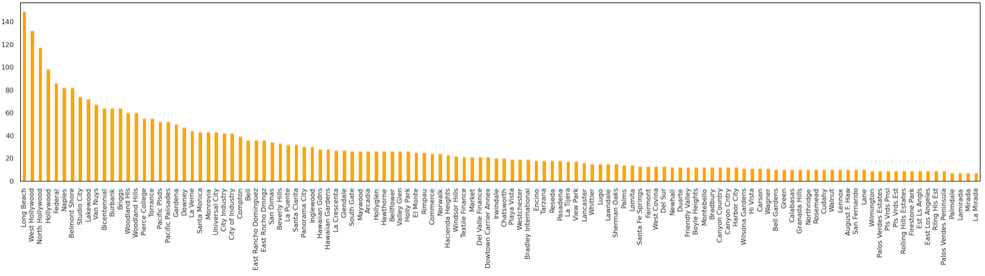 140
120
100
80
60
40
20
0
Long Beach
West Hollywood
North Hollywood
Hollywood
Federal
Naples
Belmont Shore
Studio City
Lakewood
Van Nuys
Bicentennial
Burbank
Briggs
Woodland Hls
Woodland Hills
Pierce College
Torrance
Pacific Plsds
Pacific Palisades
Gardena
Downey
La Verne
Santa Monica
Monrovia
Universal City
City Industry
City of Industry
Compton
Bell
East Rancho Dominguez
East Rncho Dmngz
San Dimas
Beverly Hills
La Puente
Santa Clarita
Panorama City
Inglewood
Hawaiian Gdns
Hawaiian Gardens
La Crescenta
Glendale
South Gate
Maywood
Arcadia
Hollyglen
Hawthorne
Bellflower
Valley Glen
Holly Park
El Monte
Rimpau
Commerce
Norwalk
Hacienda Heights
Windsor Hills
Textile Finance
Market
Del Valle Finance
Dowtown Carrier Annex
Irwindale
Chatsworth
Playa Vista
Westchester
Bradley International
Encino
Tarzana
Reseda
Pasadena
La Tijera
View Park
Lancaster
Whittier
Lugo
Lawndale
Sherman Oaks
Palms
Lomita
Santa Fe Springs
Fairmont
West Covina
Del Sur
Westhall
Duarte
Friendly Valley
Boyle Heights
Montebello
Bradbury
Canyon Country
Canyon Cntry
Harbor City
Wilsona Gardens
Hi Vista
Canon
Wagner
Bell Gardens
Uptown
Calabasas
Granada Hills
Northridge
Rosemead
Cudahy
Walnut
Lennox
August F. Haw
San Fernando
Lane
Wilmington
Palos Verdes Estates
Pls Vrds Pnsl
Pls Vrds Est
Rolling Hills Estates
Firestone Park
Est Ls Angls
East Los Angeles
Rlling Hls Est
Palos Verdes Peninsula
Palmdale
Lamirada
Mirada
La Mirada